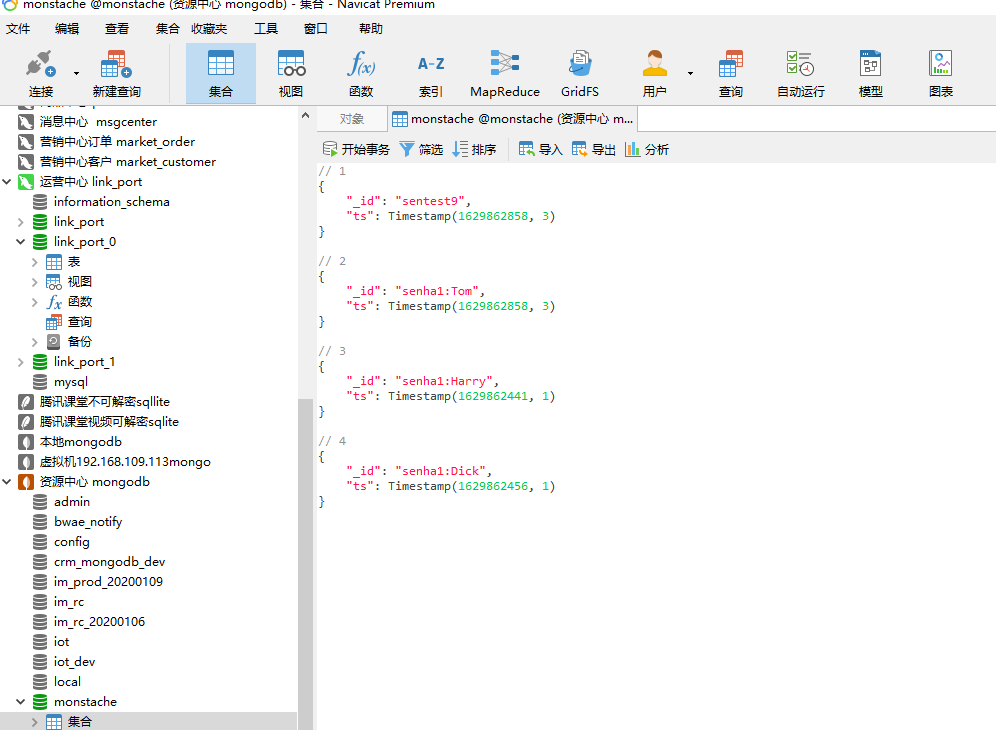 monstache @monstache (资源中心 mongodb) - 集合 - Navicat Premium
文件 编辑 查看 集合 收藏夹 工具 窗口 帮助
连接 新建查询 集合 视图 函数 索引 MapReduce GridFS 用户 查询 自动运行 模型 图表
f(x) A-Z
对象 monstache @monstache (资源中心 m...
开始事务 筛选 排序 导入 导出 分析
消息中心 msgcenter
营销中心订单 market_order
营销中心客户 market_customer
运营中心 link_port
information_schema
link_port
link_port_0
表
视图
fx 函数
查询
备份
link_port_1
mysql
腾讯课堂不可解密sqllite
腾讯课堂视频可解密sqlite
本地mongodb
虚拟机192.168.109.113mongo
资源中心 mongodb
admin
bwae_notify
config
crm_mongodb_dev
im_prod_20200109
im_rc
im_rc_20200106
iot
iot_dev
local
monstache
集合
// 1
{
"_id": "sentest9",
"ts": Timestamp(1629862858, 3)
}
// 2
{
"_id": "senha1:Tom",
"ts": Timestamp(1629862858, 3)
}
// 3
{
"_id": "senha1:Harry",
"ts": Timestamp(1629862441, 1)
}
// 4
{
"_id": "senha1:Dick",
"ts": Timestamp(1629862456, 1)
}